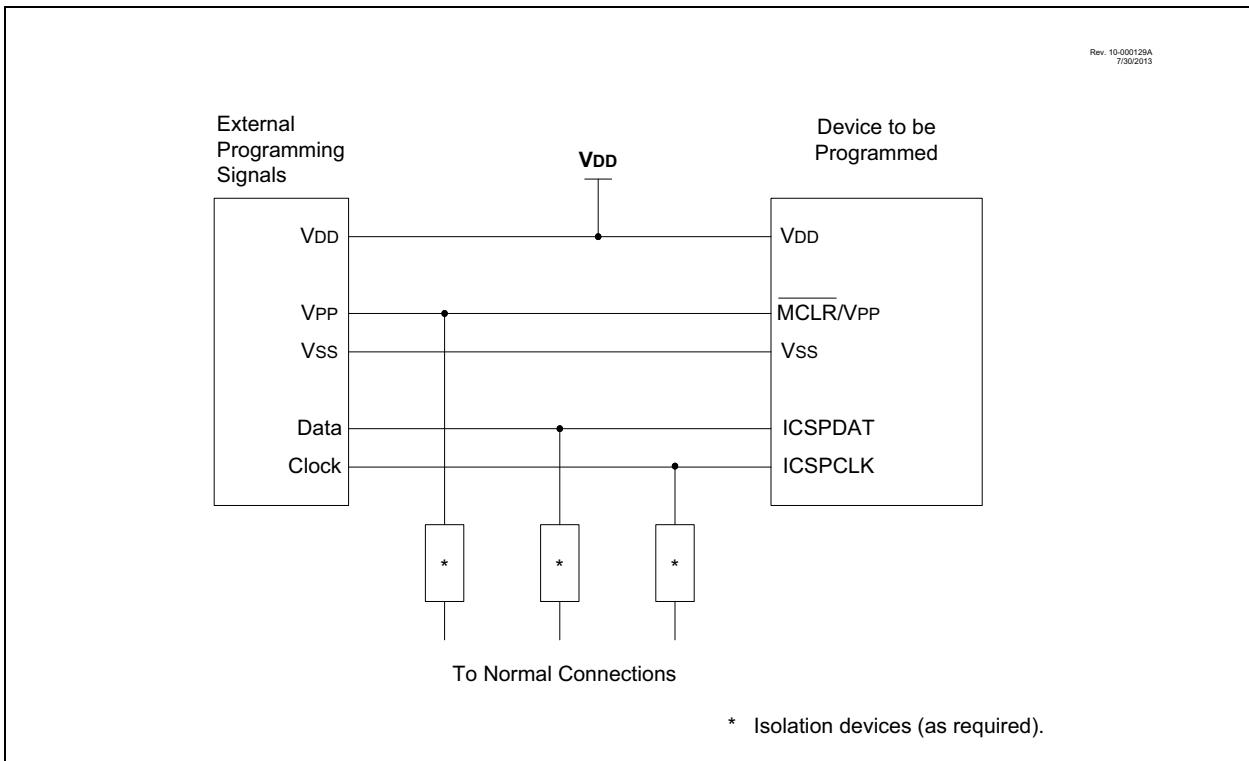 Rev. 10-000129A
7/30/2013
External
Programming
Signals
VDD
Device to be
Programmed
VDD
VPP
VSS
Data
Clock
VDD
MCLR/VPP
VSS
ICSPDAT
ICSPCLK
*
*
*
To Normal Connections
* Isolation devices (as required).